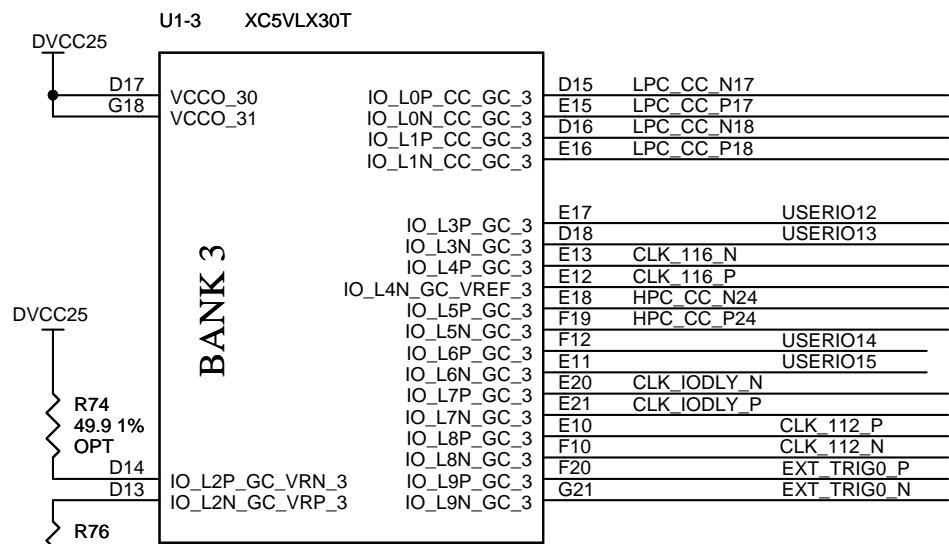 U1-3 XC5VLX30T
DVCC25
D17 VCCO_30 IO_L0P_CC_GC_3 D15 LPC_CC_N17
G18 VCCO_31 IO_L0N_CC_GC_3 E15 LPC_CC_P17
IO_L1P_CC_GC_3 D16 LPC_CC_N18
IO_L1N_CC_GC_3 E16 LPC_CC_P18
IO_L3P_GC_3 E17 USERIO12
IO_L3N_GC_3 D18 USERIO13
IO_L4P_GC_3 E13 CLK_116_N
IO_L4N_GC_VREF_3 E12 CLK_116_P
IO_L5P_GC_3 E18 HPC_CC_N24
IO_L5N_GC_3 F19 HPC_CC_P24
IO_L6P_GC_3 F12 USERIO14
IO_L6N_GC_3 E11 USERIO15
IO_L7P_GC_3 E20 CLK_IODLY_N
IO_L7N_GC_3 E21 CLK_IODLY_P
IO_L8P_GC_3 E10 CLK_112_P
IO_L8N_GC_3 F10 CLK_112_N
IO_L9P_GC_3 F20 EXT_TRIG0_P
IO_L9N_GC_3 G21 EXT_TRIG0_N
BANK 3
DVCC25
R74
49.9 1%
OPT
D14 IO_L2P_GC_VRN_3
D13 IO_L2N_GC_VRP_3
R76